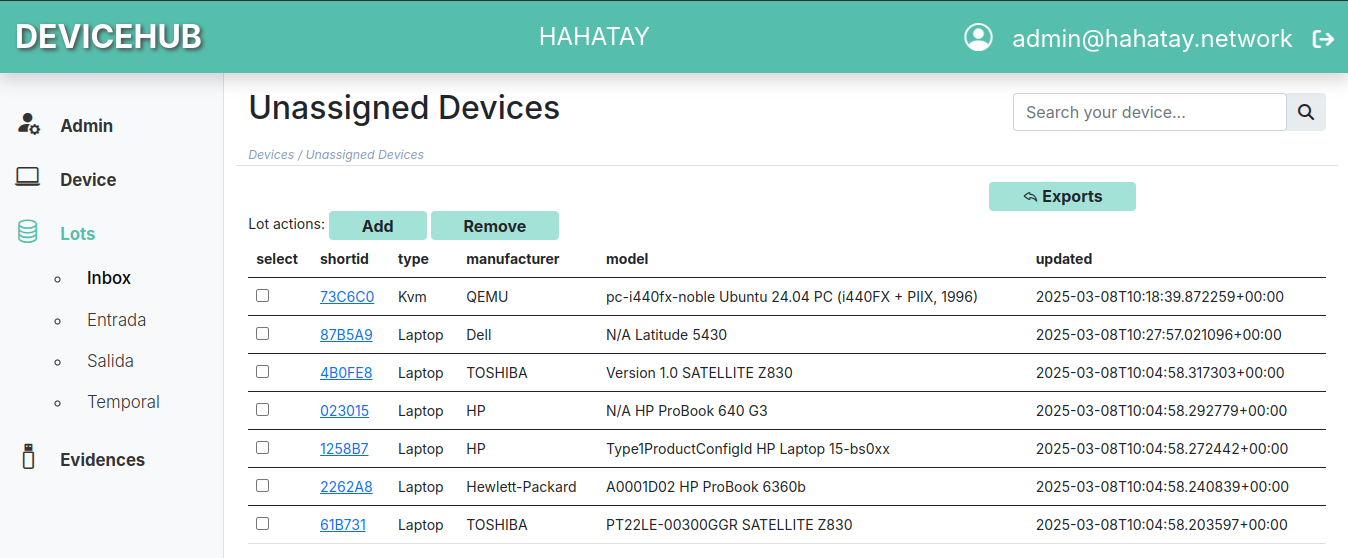 DEVICEHUB HAHATAY admin@hahatay.network
Admin
Device
Lots
Inbox
Entrada
Salida
Temporal
Evidences
Unassigned Devices
Search your device...
Devices / Unassigned Devices
Exports
Lot actions: Add Remove
select shortid type manufacturer model updated
73C6C0 Kvm QEMU pc-i440fx-noble Ubuntu 24.04 PC (i440FX + PIIX, 1996) 2025-03-08T10:18:39.872259+00:00
87B5A9 Laptop Dell N/A Latitude 5430 2025-03-08T10:27:57.021096+00:00
4B0FE8 Laptop TOSHIBA Version 1.0 SATELLITE Z830 2025-03-08T10:04:58.317303+00:00
023015 Laptop HP N/A HP ProBook 640 G3 2025-03-08T10:04:58.292779+00:00
1258B7 Laptop HP Type1ProductConfigId HP Laptop 15-bs0xx 2025-03-08T10:04:58.272442+00:00
2262A8 Laptop Hewlett-Packard A0001D02 HP ProBook 6360b 2025-03-08T10:04:58.240839+00:00
61B731 Laptop TOSHIBA PT22LE-00300GGR SATELLITE Z830 2025-03-08T10:04:58.203597+00:00